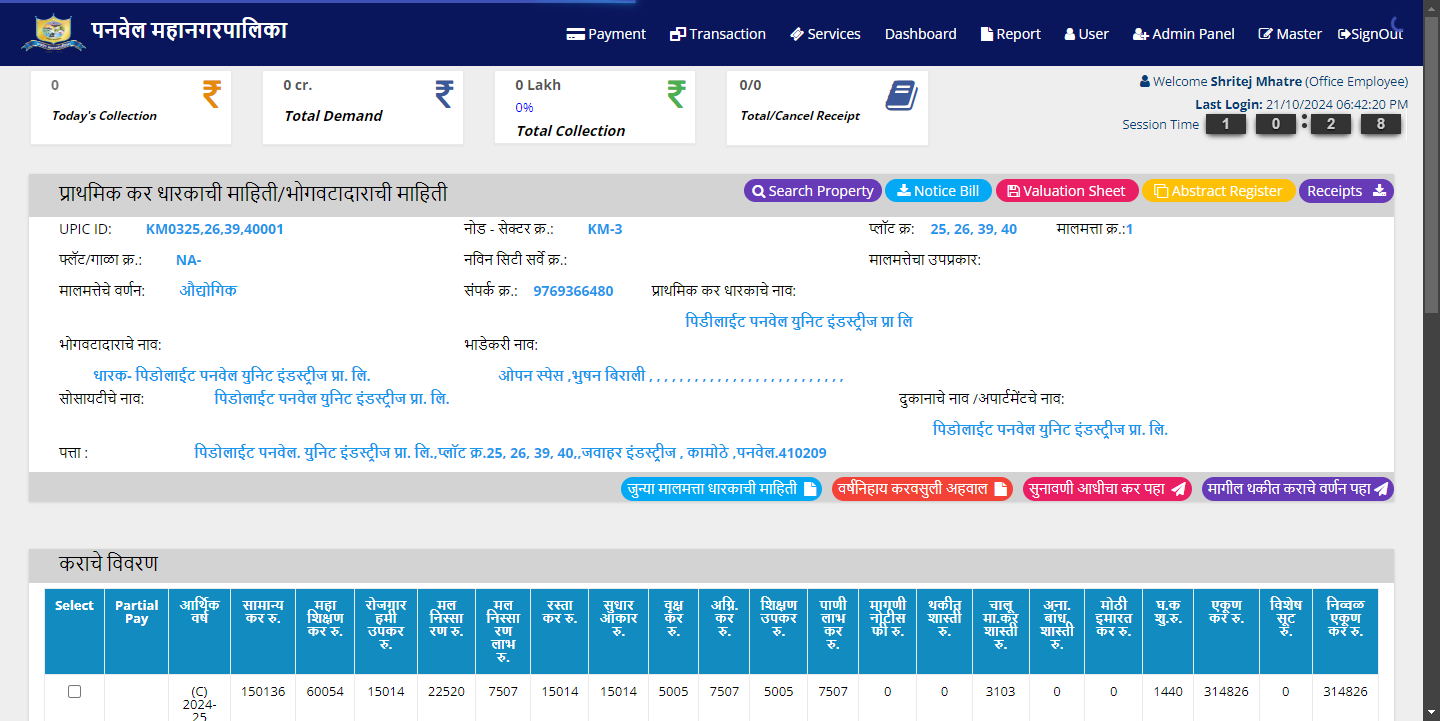 पनवेल महानगरपालिका
Payment Transaction Services Dashboard Report User Admin Panel Master SignOut
0
Today's Collection
0 cr.
Total Demand
0 Lakh
0%
Total Collection
0/0
Total/Cancel Receipt
Welcome Shritej Mhatre (Office Employee)
Last Login: 21/10/2024 06:42:20 PM
Session Time 1 0 : 2 8
प्राथमिक कर धारकाची माहिती/भोगवटादाराची माहिती
Search Property Notice Bill Valuation Sheet Abstract Register Receipts
UPIC ID: KM0325,26,39,40001 नोड - सेक्टर क्र.: KM-3 प्लॉट क्र: 25, 26, 39, 40 मालमत्ता क्र.:1
फ्लॅट/गाळा क्र.: NA- नविन सिटी सर्वे क्र.: मालमत्तेचा उपप्रकार:
मालमत्तेचे वर्णन: औद्योगिक संपर्क क्र.: 9769366480 प्राथमिक कर धारकाचे नाव:
पिडीलाईट पनवेल युनिट इंडस्ट्रीज प्रा लि
भोगवटादाराचे नाव: भाडेकरी नाव:
धारक- पिडोलाईट पनवेल युनिट इंडस्ट्रीज प्रा. लि. ओपन स्पेस ,भुषन बिराली , , , , , , , , , , , , , , , , , , , , , , , , , ,
सोसायटीचे नाव: पिडोलाईट पनवेल युनिट इंडस्ट्रीज प्रा. लि. दुकानाचे नाव /अपार्टमेंटचे नाव:
पिडोलाईट पनवेल युनिट इंडस्ट्रीज प्रा. लि.
पत्ता : पिडोलाईट पनवेल. युनिट इंडस्ट्रीज प्रा. लि.,प्लॉट क्र.25, 26, 39, 40,,जवाहर इंडस्ट्रीज , कामोठे ,पनवेल.410209
जुन्या मालमत्ता धारकाची माहिती वर्षनिहाय करवसुली अहवाल सुनावणी आधीचा कर पहा मागील थकीत कराचे वर्णन पहा
कराचे विवरण
Select
Partial
Pay
आर्थिक
वर्ष
सामान्य
कर रु.
महा
शिक्षण
कर रु.
रोजगार
हमी
उपकर
रु.
मल
निस्सा
रण रु.
मल
निस्सा
रण
लाभ
रु.
रस्ता
कर रु.
सुधार
आकार
रु.
वृक्ष
कर
रु.
अग्नि.
कर
रु.
शिक्षण
उपकर
रु.
पाणी
लाभ
कर
रु.
मागणी
नोटीस
फी रु.
थकीत
शास्ती
रु.
चालू
मा.कर
शास्ती
रु.
अना.
बांध
शास्ती
रु.
मोठी
इमारत
कर रु.
घ.क
शु.रु.
एकूण
कर रु.
विशेष
सूट
रु.
निव्वळ
एकूण
कर रु.
(C)
2024-
25
150136 60054 15014 22520 7507 15014 15014 5005 7507 5005 7507 0 0 3103 0 0 1440 314826 0 314826